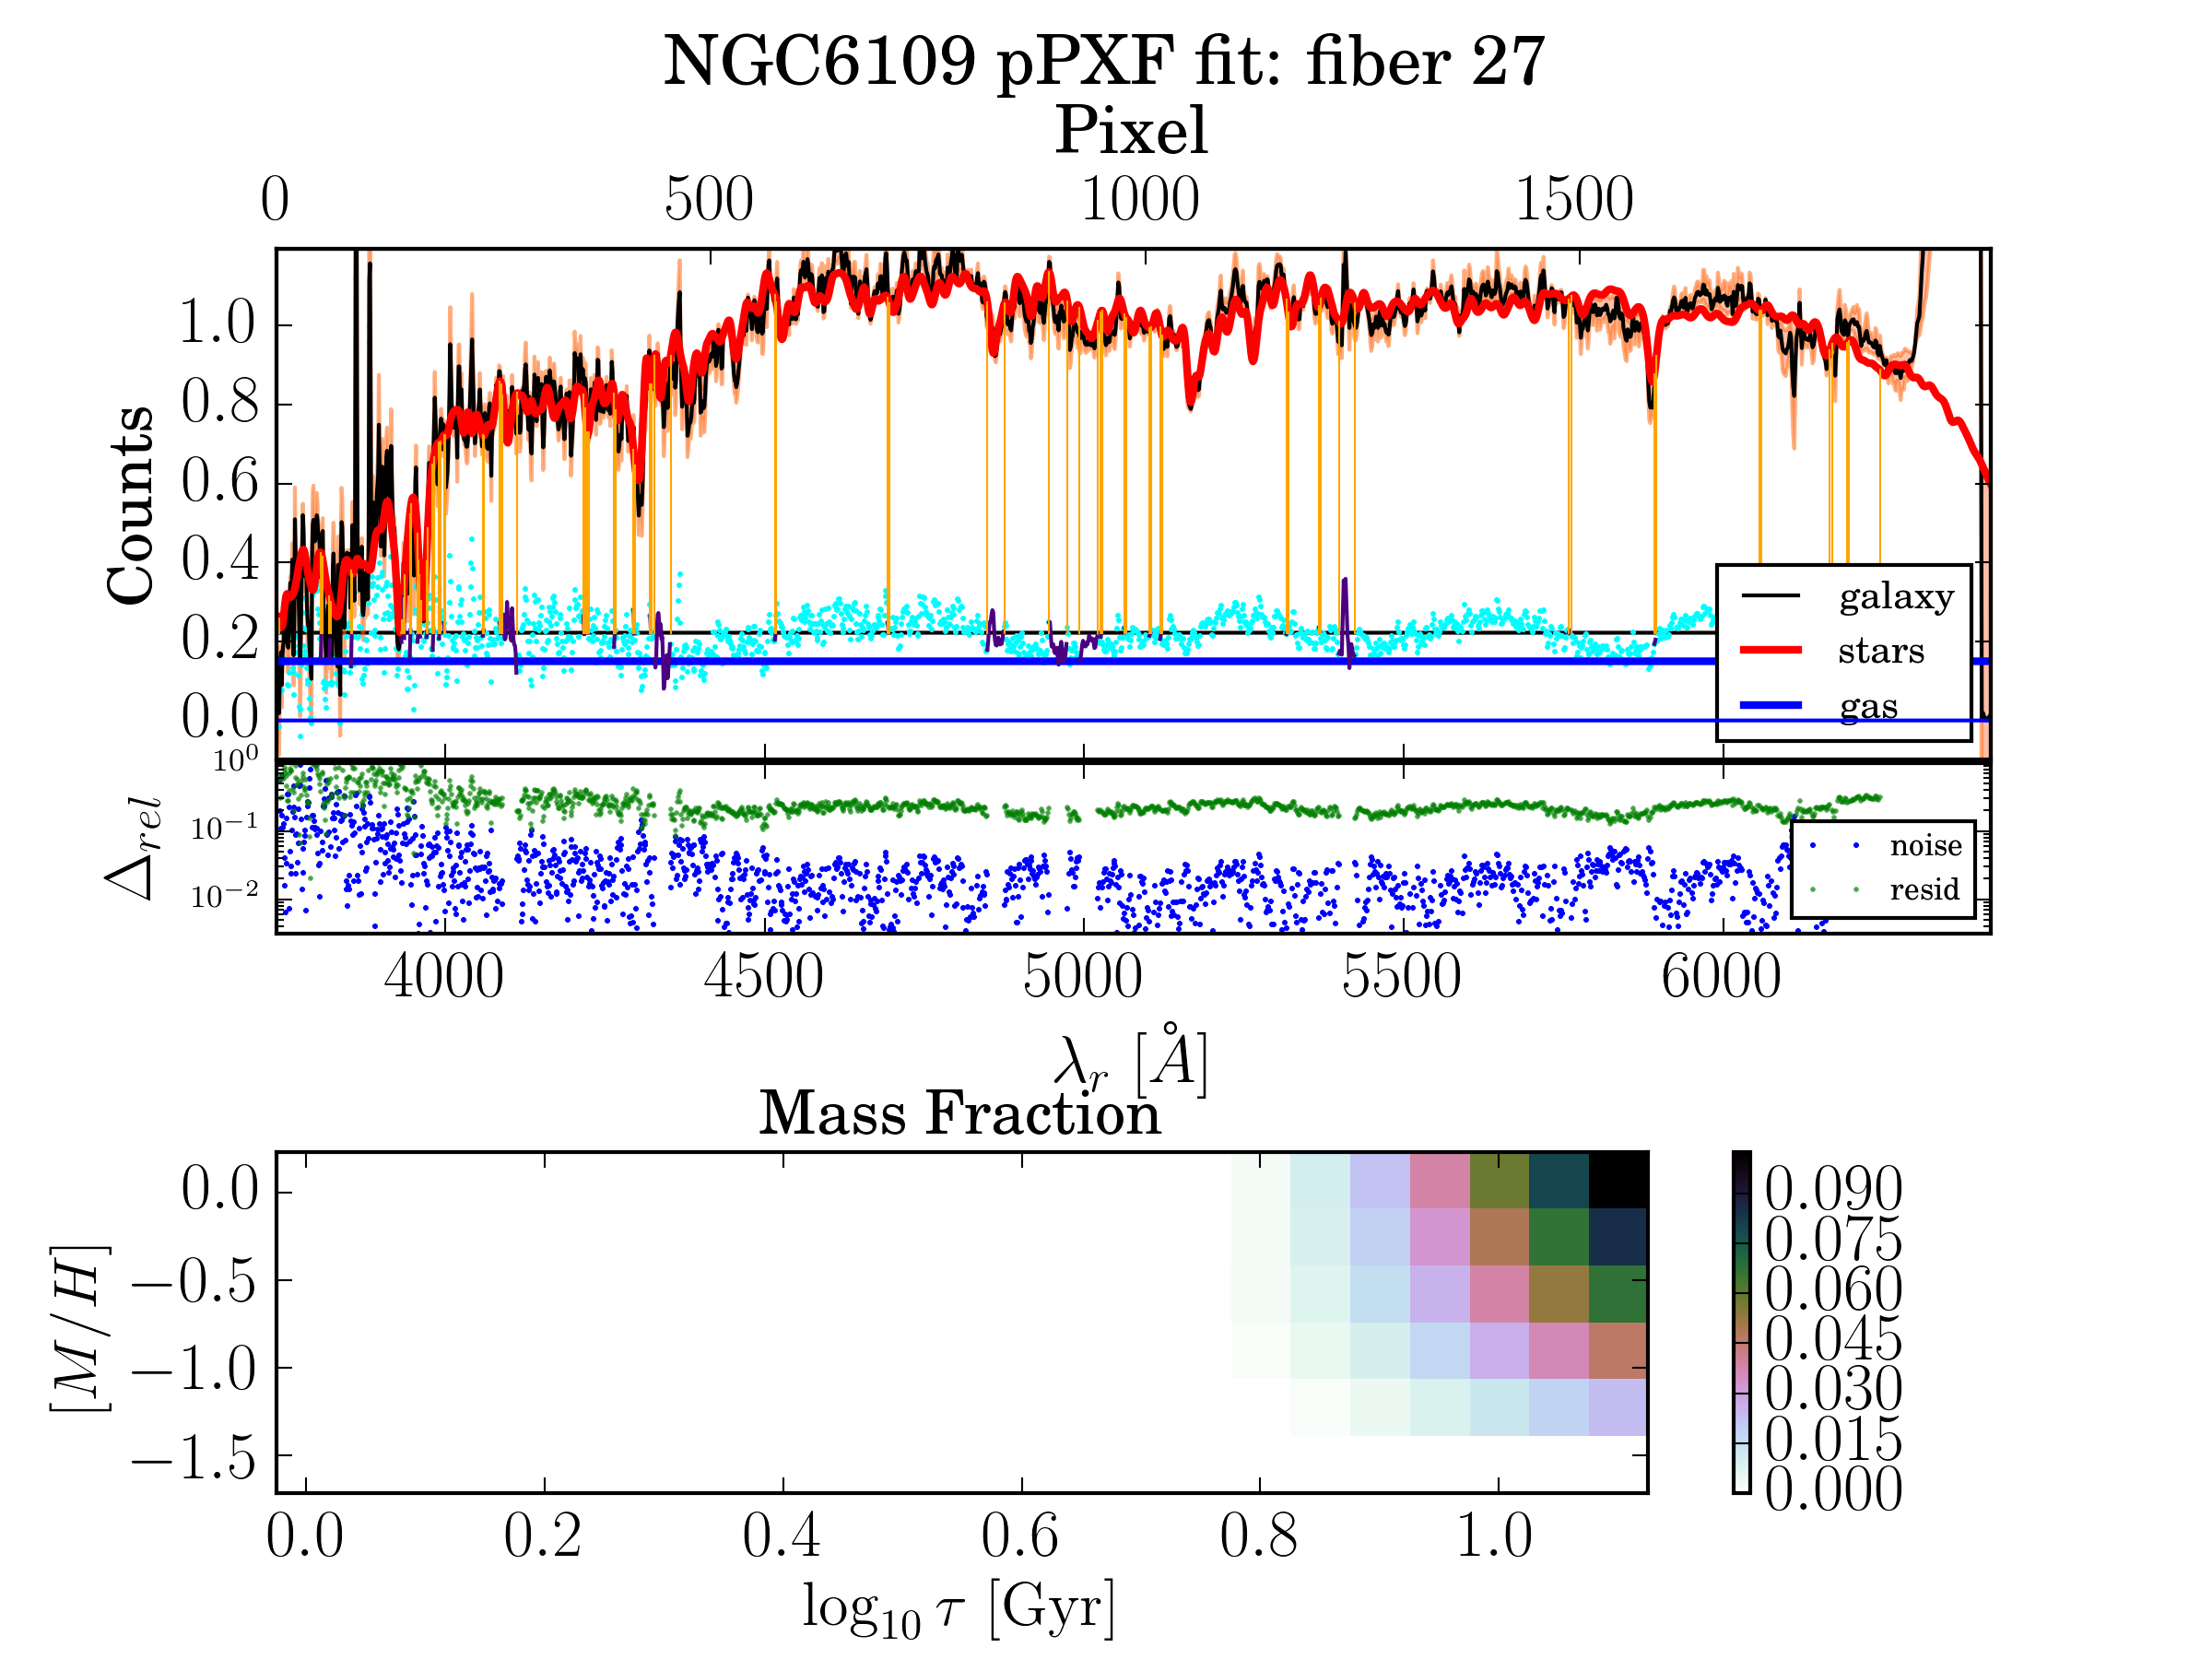 NGC6109 pPXF fit: fiber 27
Pixel
0 500 1000 1500
Counts
1.0
0.8
0.6
0.4
0.2
0.0
galaxy
stars
gas
Δrel
10^0
10^-1
10^-2
noise
resid
4000 4500 5000 5500 6000
λr [Å]
Mass Fraction
[M/H]
0.0
−0.5
−1.0
−1.5
0.0 0.2 0.4 0.6 0.8 1.0
log10 τ [Gyr]
0.090
0.075
0.060
0.045
0.030
0.015
0.000